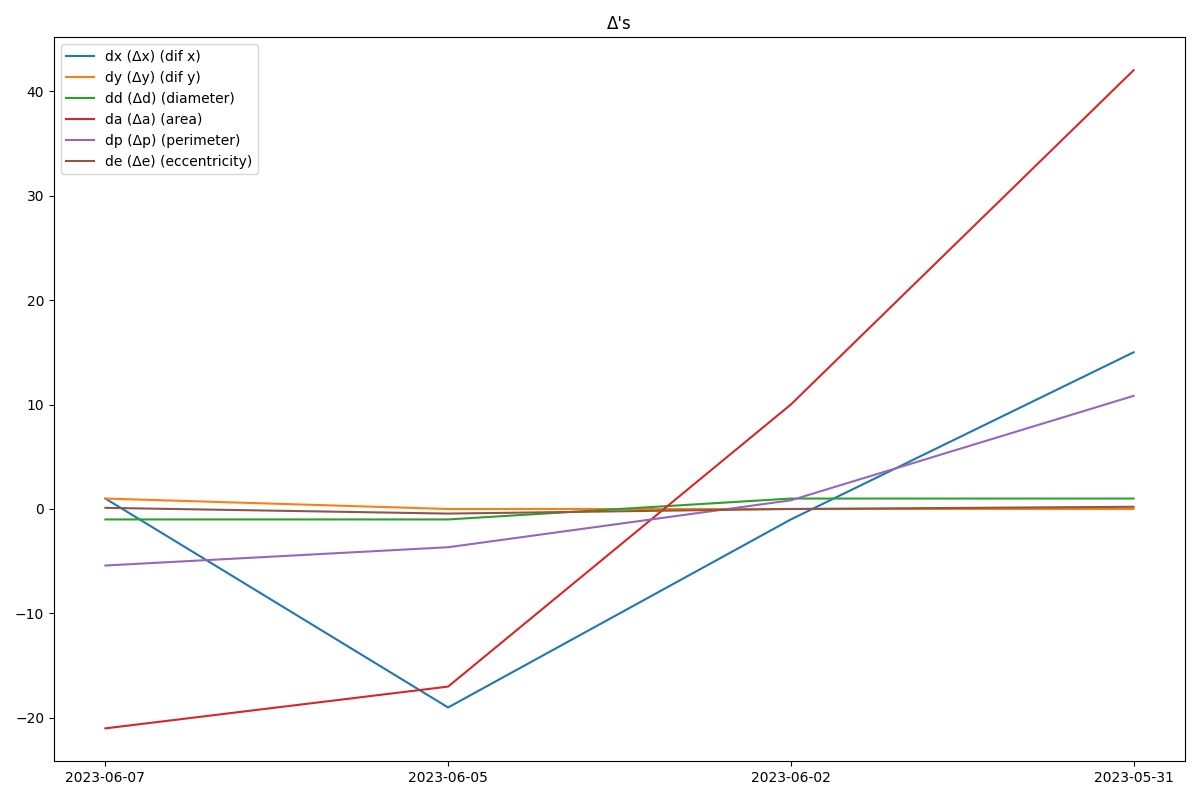 Δ's
dx (Δx) (dif x)
dy (Δy) (dif y)
dd (Δd) (diameter)
da (Δa) (area)
dp (Δp) (perimeter)
de (Δe) (eccentricity)
40
30
20
10
0
−10
−20
2023-06-07 2023-06-05 2023-06-02 2023-05-31